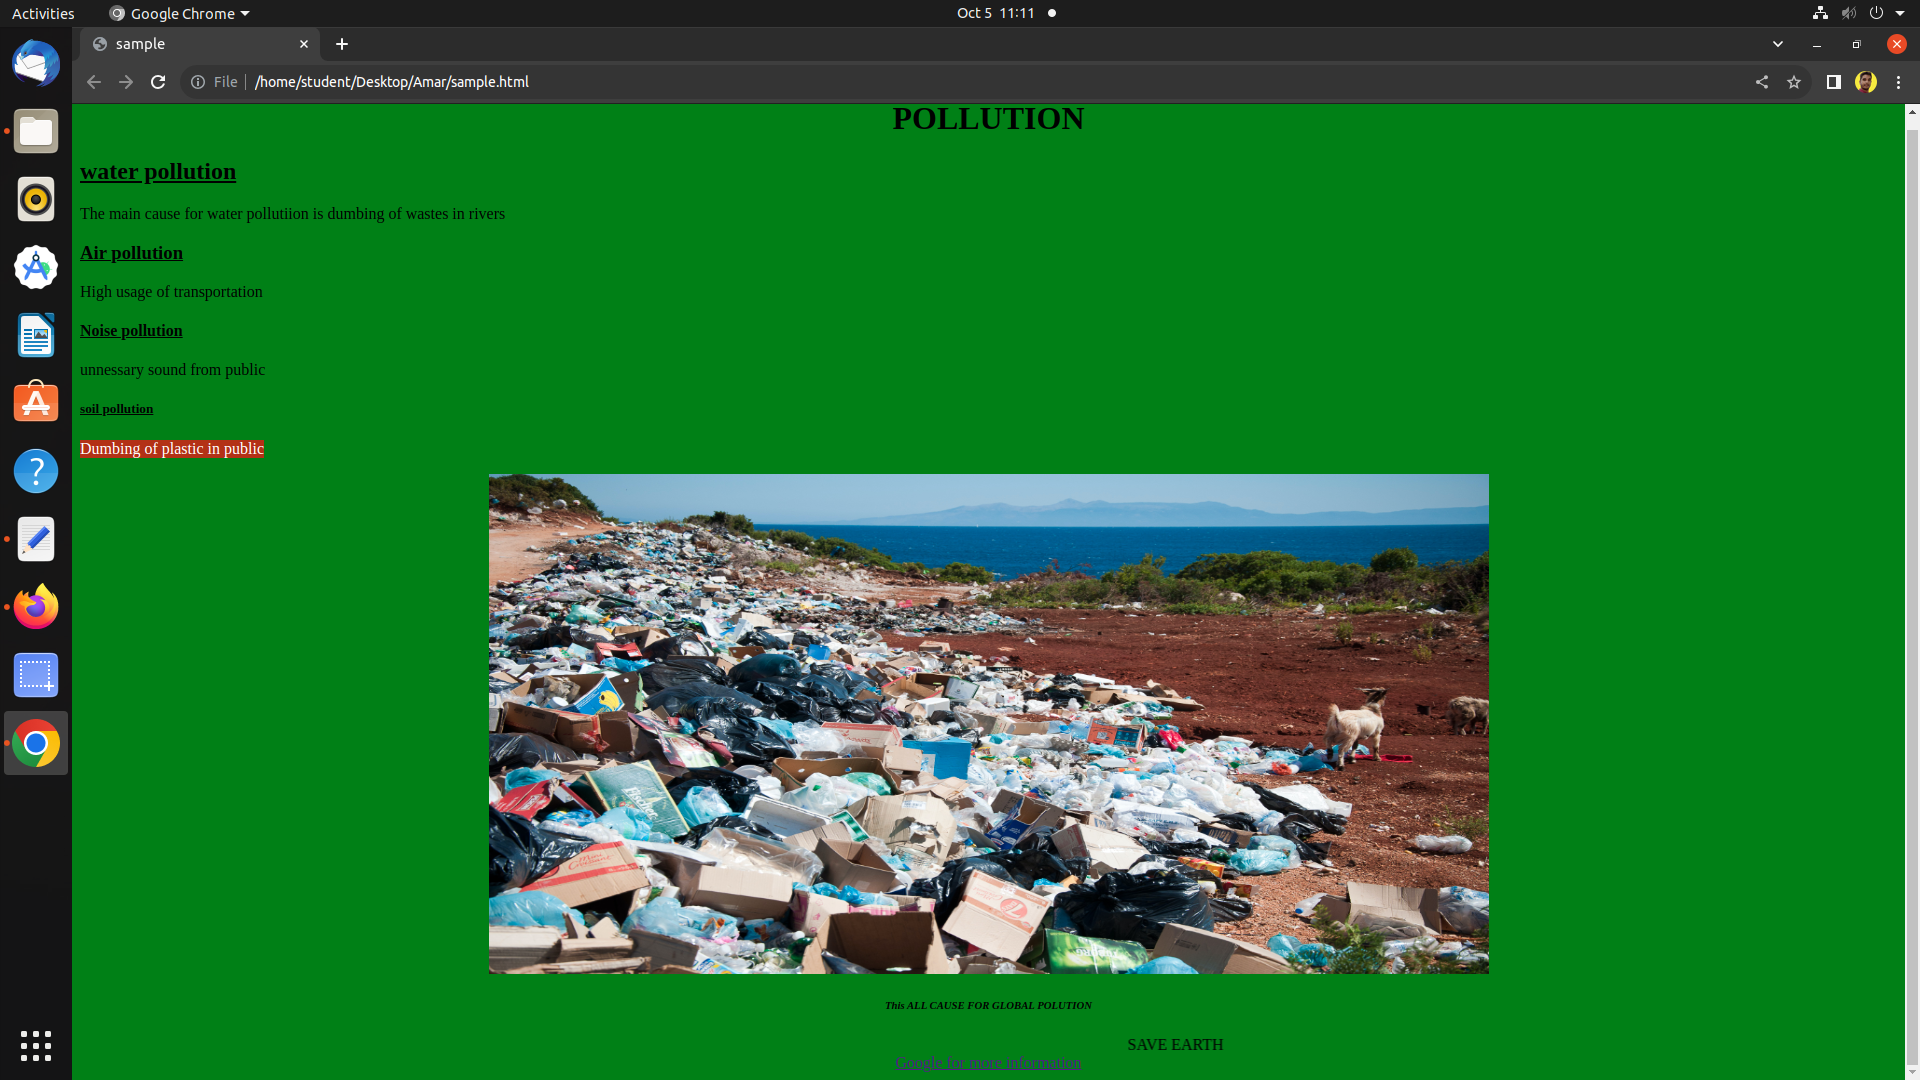 Activities
Google Chrome
Oct 5 11:11
sample
File
/home/student/Desktop/Amar/sample.html
POLLUTION
water pollution
The main cause for water pollutiion is dumbing of wastes in rivers
Air pollution
High usage of transportation
Noise pollution
unnessary sound from public
soil pollution
Dumbing of plastic in public
This ALL CAUSE FOR GLOBAL POLUTION
SAVE EARTH
Google for more information